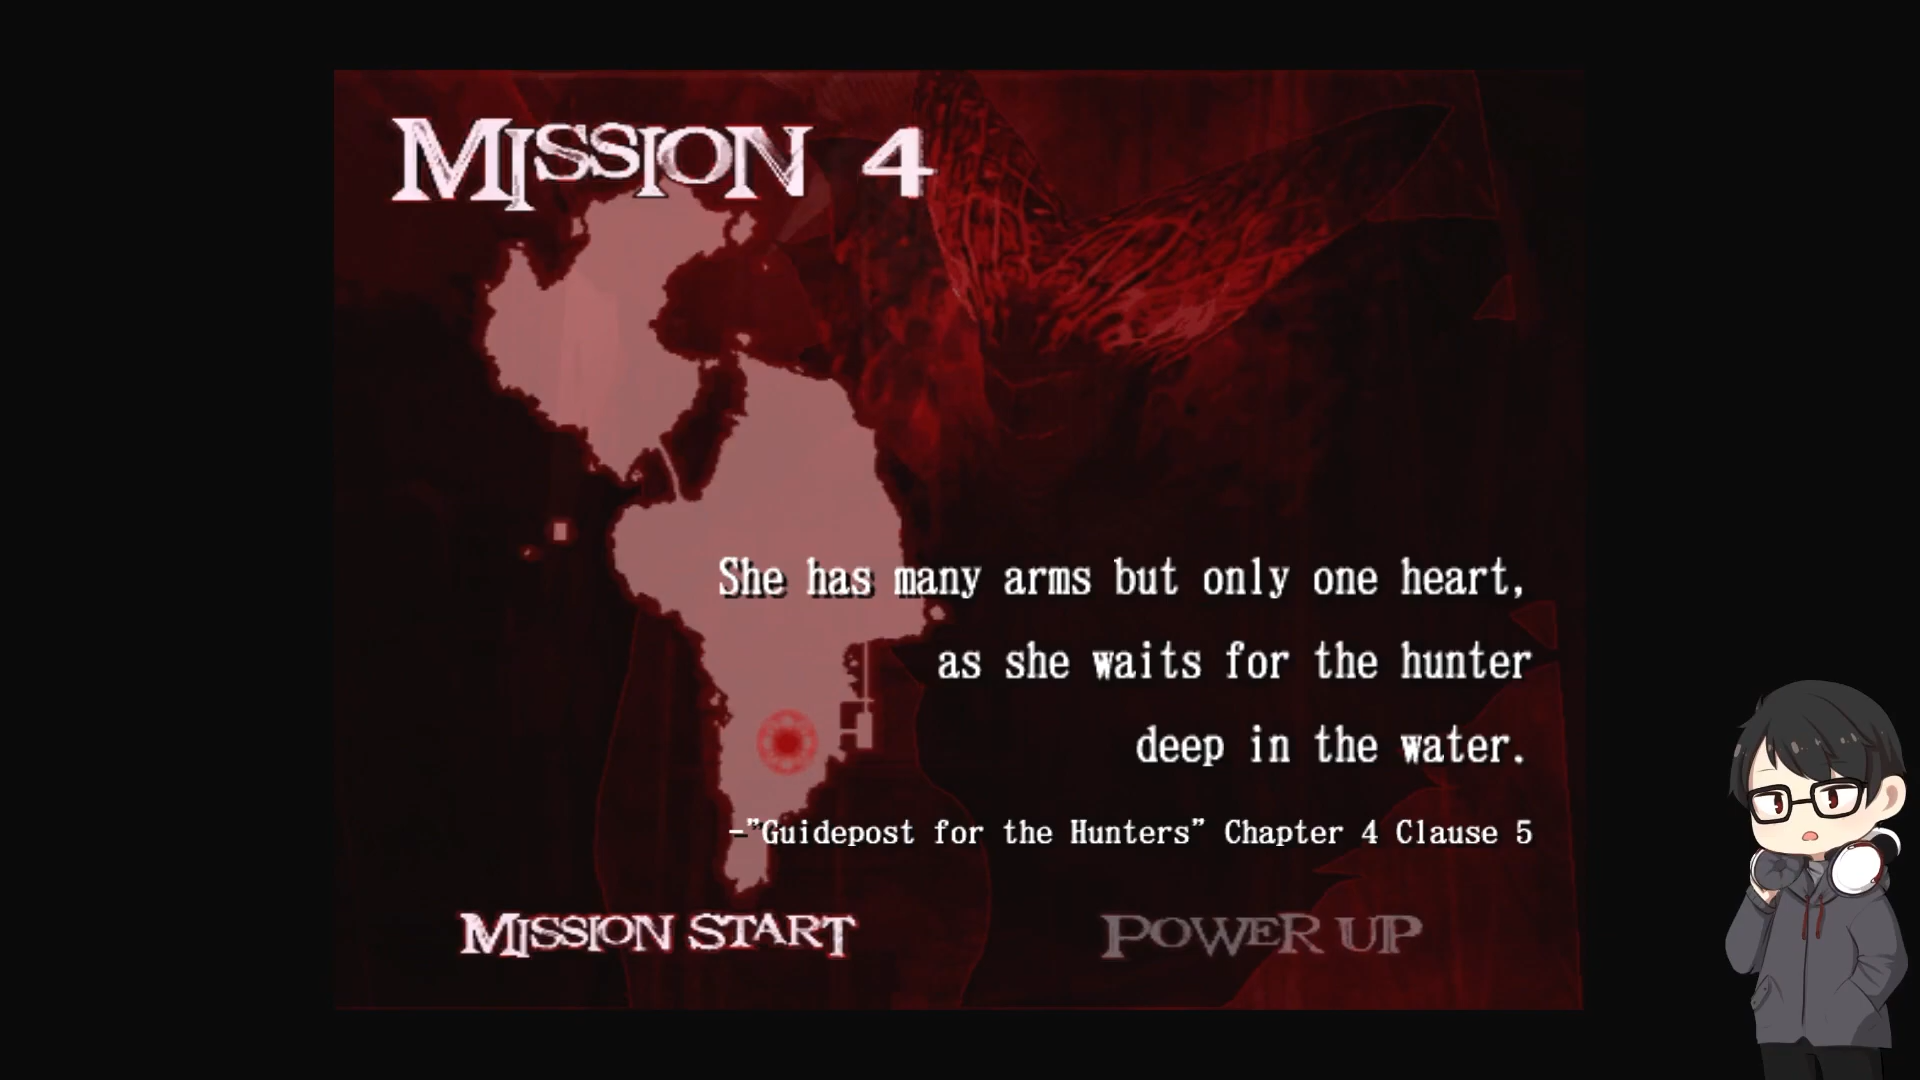 MISSION 4
She has many arms but only one heart,
as she waits for the hunter
deep in the water.
-"Guidepost for the Hunters" Chapter 4 Clause 5
MISSION START
POWER UP